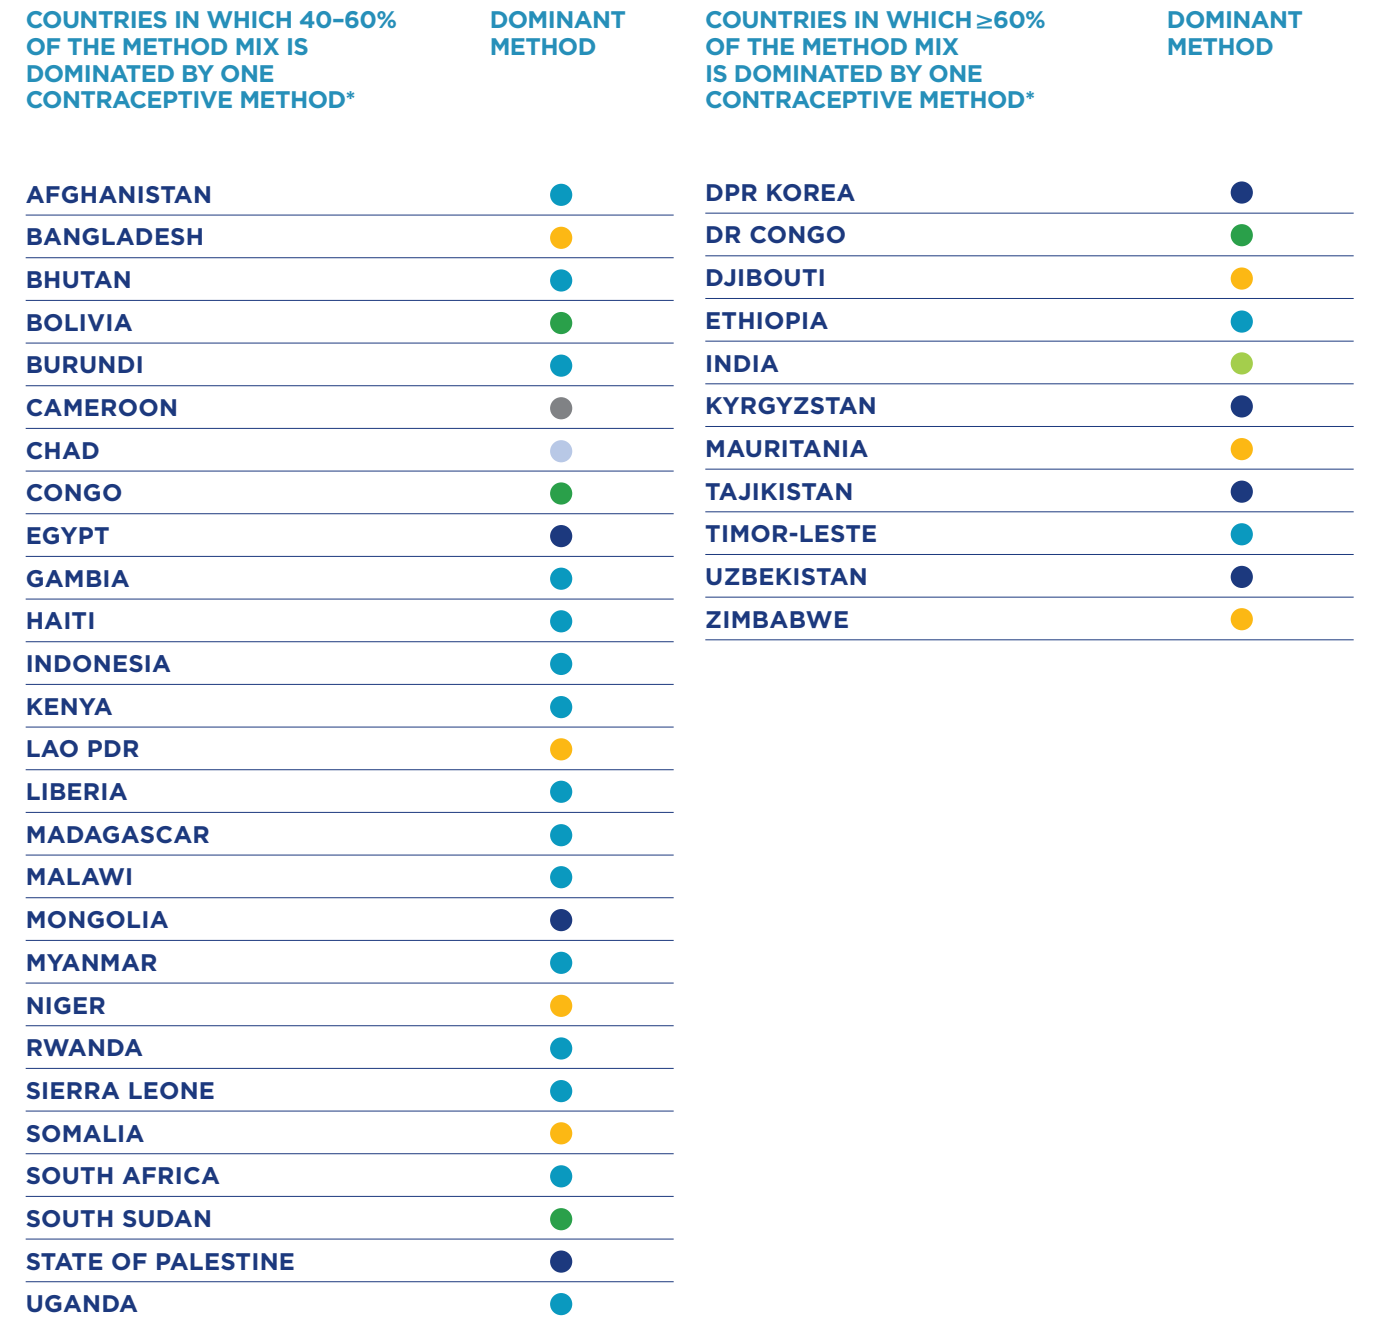 COUNTRIES IN WHICH 40–60%
OF THE METHOD MIX IS
DOMINATED BY ONE
CONTRACEPTIVE METHOD*
DOMINANT
METHOD
AFGHANISTAN
BANGLADESH
BHUTAN
BOLIVIA
BURUNDI
CAMEROON
CHAD
CONGO
EGYPT
GAMBIA
HAITI
INDONESIA
KENYA
LAO PDR
LIBERIA
MADAGASCAR
MALAWI
MONGOLIA
MYANMAR
NIGER
RWANDA
SIERRA LEONE
SOMALIA
SOUTH AFRICA
SOUTH SUDAN
STATE OF PALESTINE
UGANDA
COUNTRIES IN WHICH ≥60%
OF THE METHOD MIX
IS DOMINATED BY ONE
CONTRACEPTIVE METHOD*
DOMINANT
METHOD
DPR KOREA
DR CONGO
DJIBOUTI
ETHIOPIA
INDIA
KYRGYZSTAN
MAURITANIA
TAJIKISTAN
TIMOR-LESTE
UZBEKISTAN
ZIMBABWE